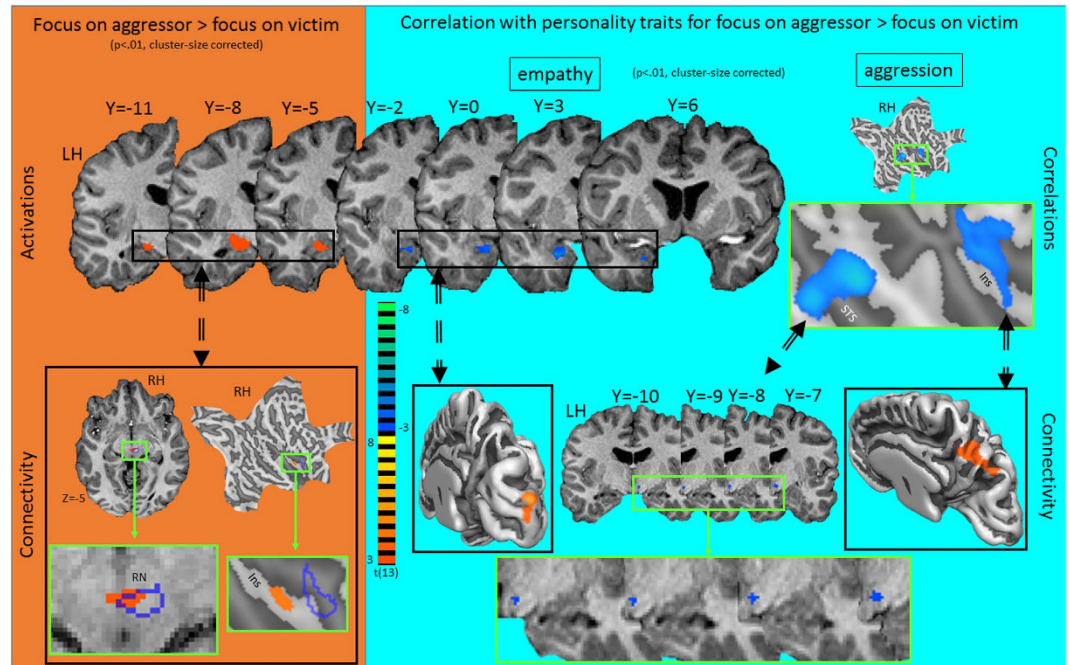 Focus on aggressor > focus on victim
(p<.01, cluster-size corrected)
Correlation with personality traits for focus on aggressor > focus on victim
empathy
(p<.01, cluster-size corrected)
aggression
Y=-11
Y=-8
Y=-5
Y=-2
Y=0
Y=3
Y=6
RH
LH
Activations
Correlations
Ins
STS
-8
-3
8
3
t(13)
RH
RH
Z=-5
Connectivity
RN
Ins
Y=-10
Y=-9
Y=-8
Y=-7
LH
Connectivity